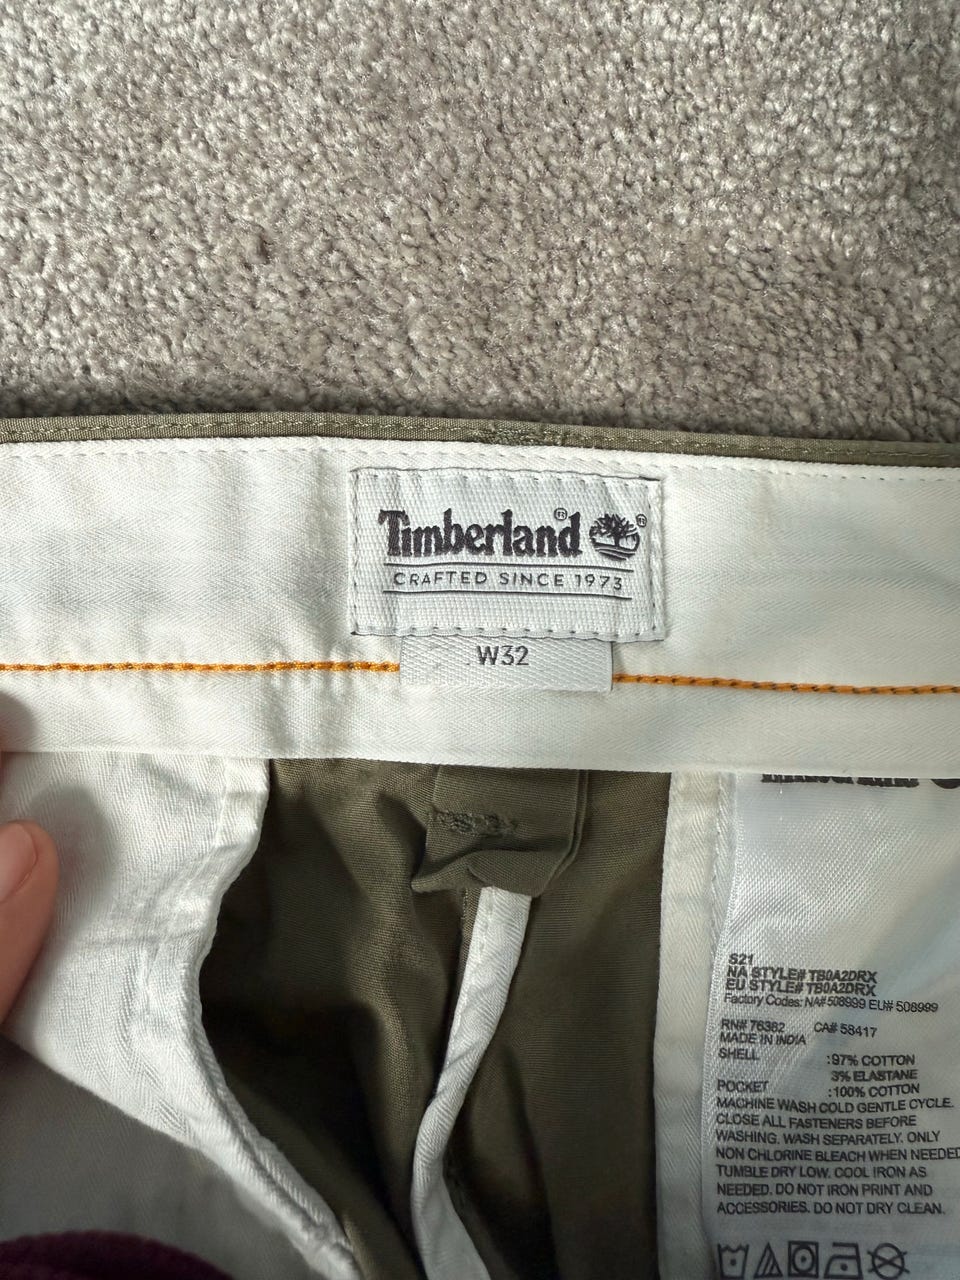 Timberland®
®
CRAFTED SINCE 1973
W32
S21
NA STYLE# TB0A2DRX
EU STYLE# TB0A2DRX
Factory Codes: NA# 508999 EU# 508999
RN# 76382 CA# 58417
MADE IN INDIA
SHELL :97% COTTON
3% ELASTANE
POCKET :100% COTTON
MACHINE WASH COLD GENTLE CYCLE.
CLOSE ALL FASTENERS BEFORE
WASHING. WASH SEPARATELY. ONLY
NON CHLORINE BLEACH WHEN NEEDED
TUMBLE DRY LOW. COOL IRON AS
NEEDED. DO NOT IRON PRINT AND
ACCESSORIES. DO NOT DRY CLEAN.